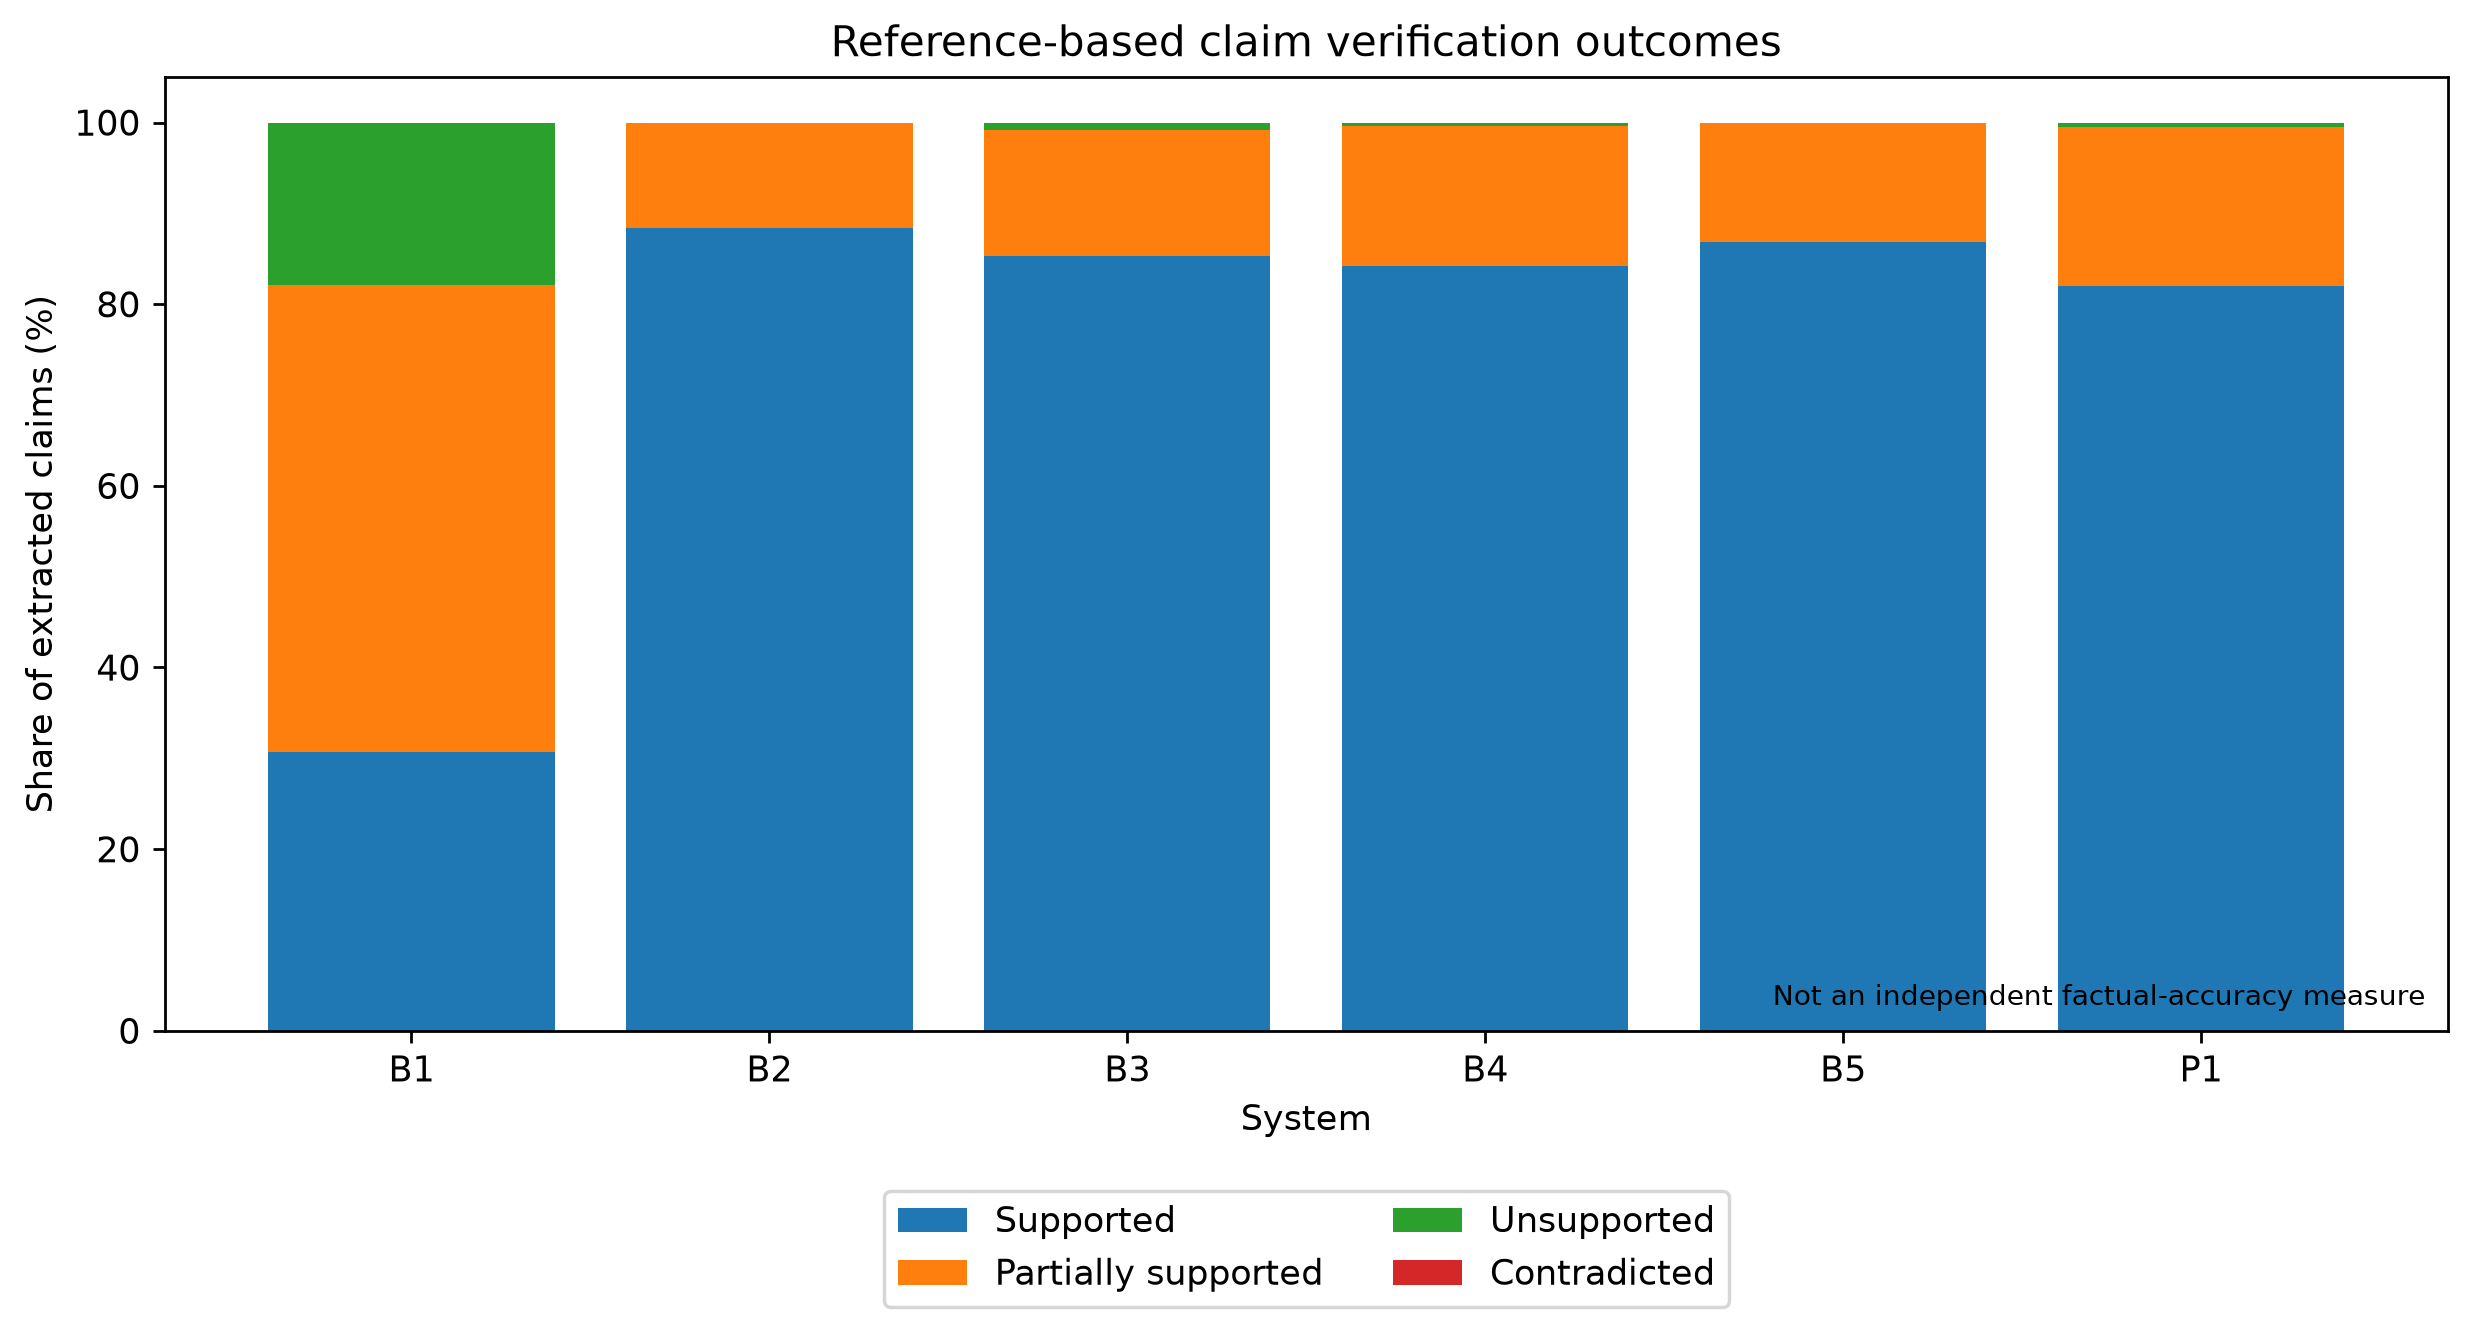 Reference-based claim verification outcomes
Share of extracted claims (%)
100
80
60
40
20
0
Not an independent factual-accuracy measure
B1 B2 B3 B4 B5 P1
System
Supported Unsupported
Partially supported Contradicted